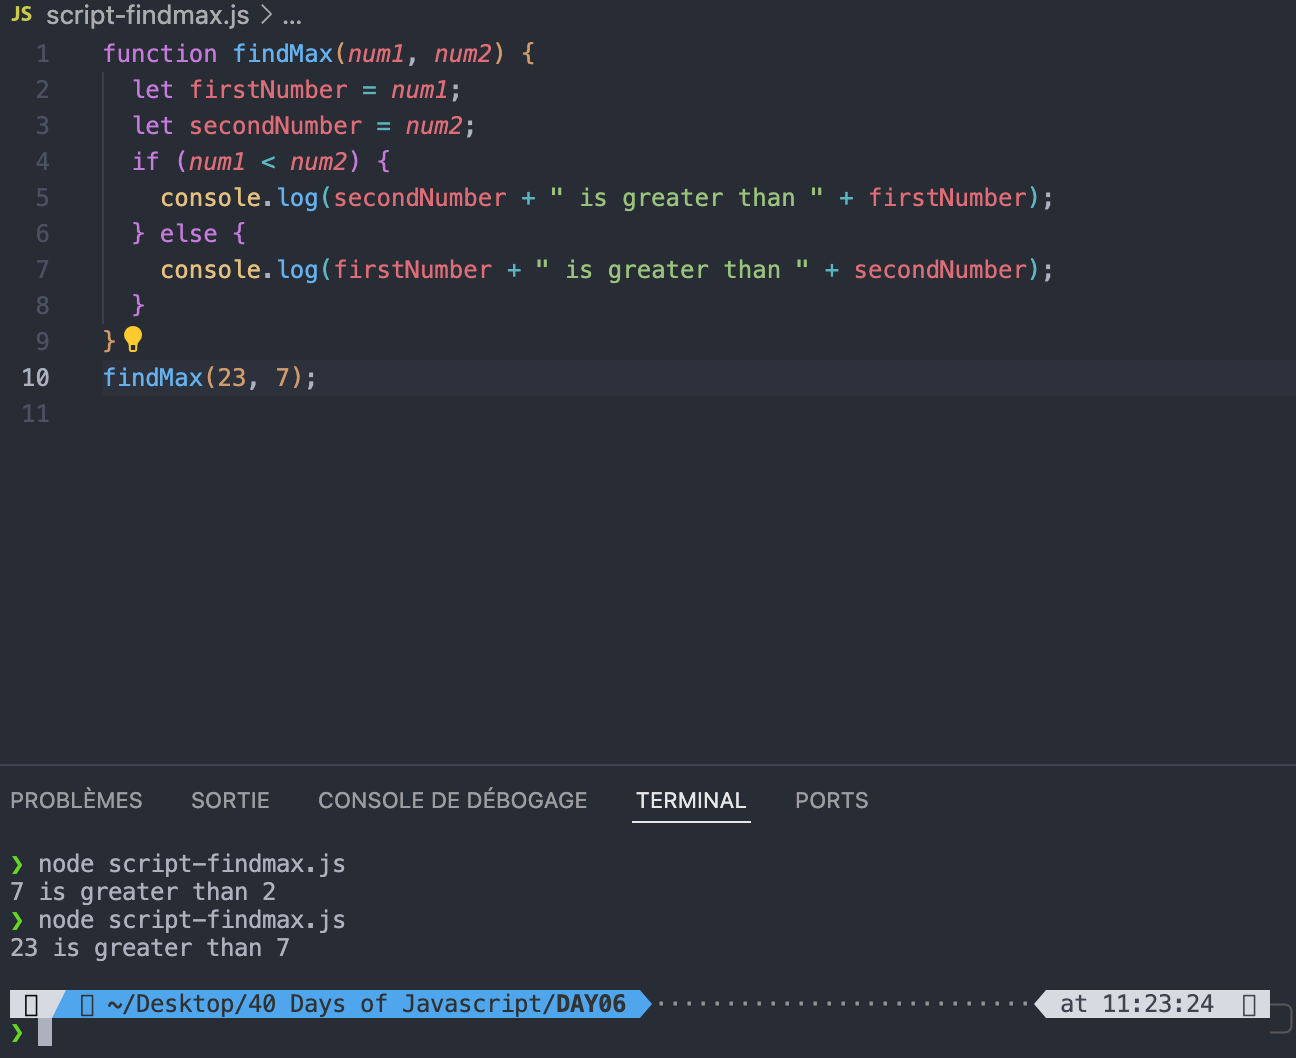 JS script-findmax.js > ...
1 function findMax(num1, num2) {
2 let firstNumber = num1;
3 let secondNumber = num2;
4 if (num1 < num2) {
5 console.log(secondNumber + " is greater than " + firstNumber);
6 } else {
7 console.log(firstNumber + " is greater than " + secondNumber);
8 }
9 }
10 findMax(23, 7);
11
PROBLÈMES SORTIE CONSOLE DE DÉBOGAGE TERMINAL PORTS
❯ node script-findmax.js
7 is greater than 2
❯ node script-findmax.js
23 is greater than 7
~/Desktop/40 Days of Javascript/DAY06 at 11:23:24
❯